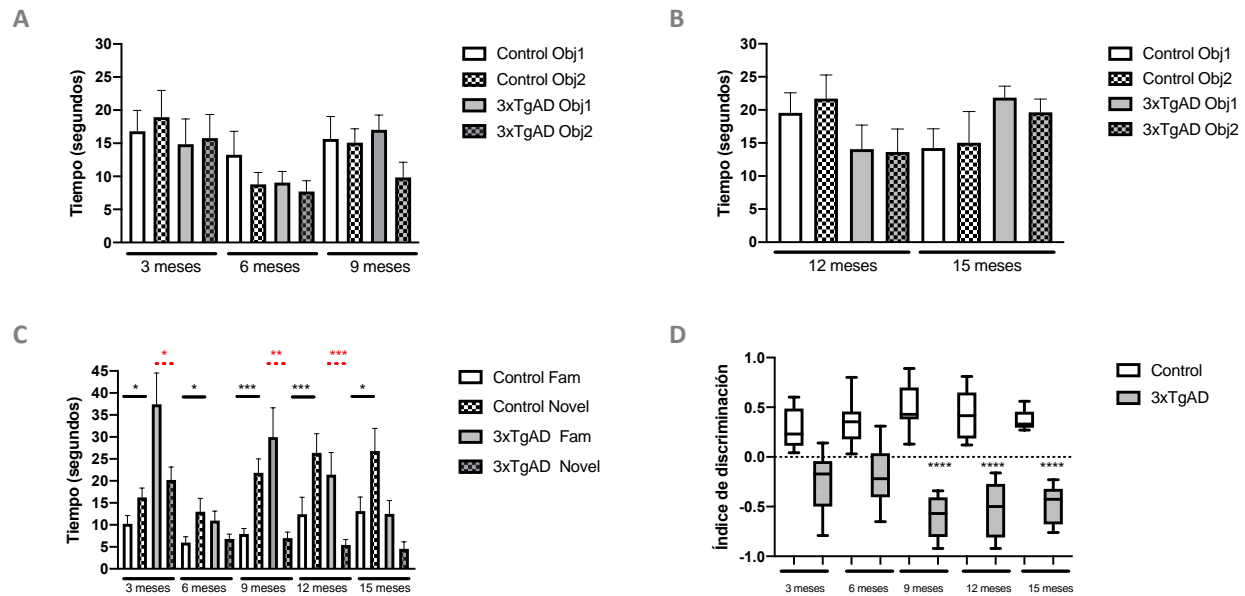 A
Tiempo (segundos)
30
25
20
15
10
5
0
3 meses 6 meses 9 meses
Control Obj1
Control Obj2
3xTgAD Obj1
3xTgAD Obj2
B
Tiempo (segundos)
30
25
20
15
10
5
0
12 meses 15 meses
Control Obj1
Control Obj2
3xTgAD Obj1
3xTgAD Obj2
C
Tiempo (segundos)
* ** ***
* * *** *** *
45
40
35
30
25
20
15
10
5
0
3 meses 6 meses 9 meses 12 meses 15 meses
Control Fam
Control Novel
3xTgAD Fam
3xTgAD Novel
D
Índice de discriminación
1.0
0.5
0.0
-0.5
-1.0
**** **** ****
3 meses 6 meses 9 meses 12 meses 15 meses
Control
3xTgAD